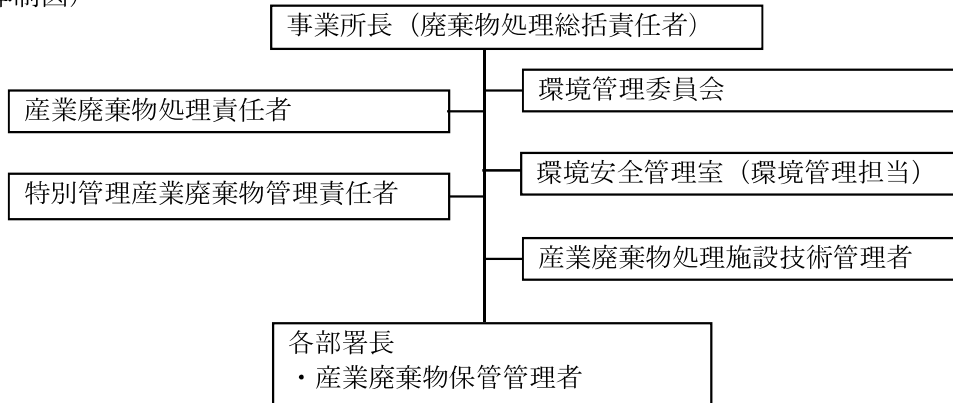 事業所長（廃棄物処理総括責任者）
環境管理委員会
産業廃棄物処理責任者
環境安全管理室（環境管理担当）
特別管理産業廃棄物管理責任者
産業廃棄物処理施設技術管理者
各部署長
・産業廃棄物保管管理者